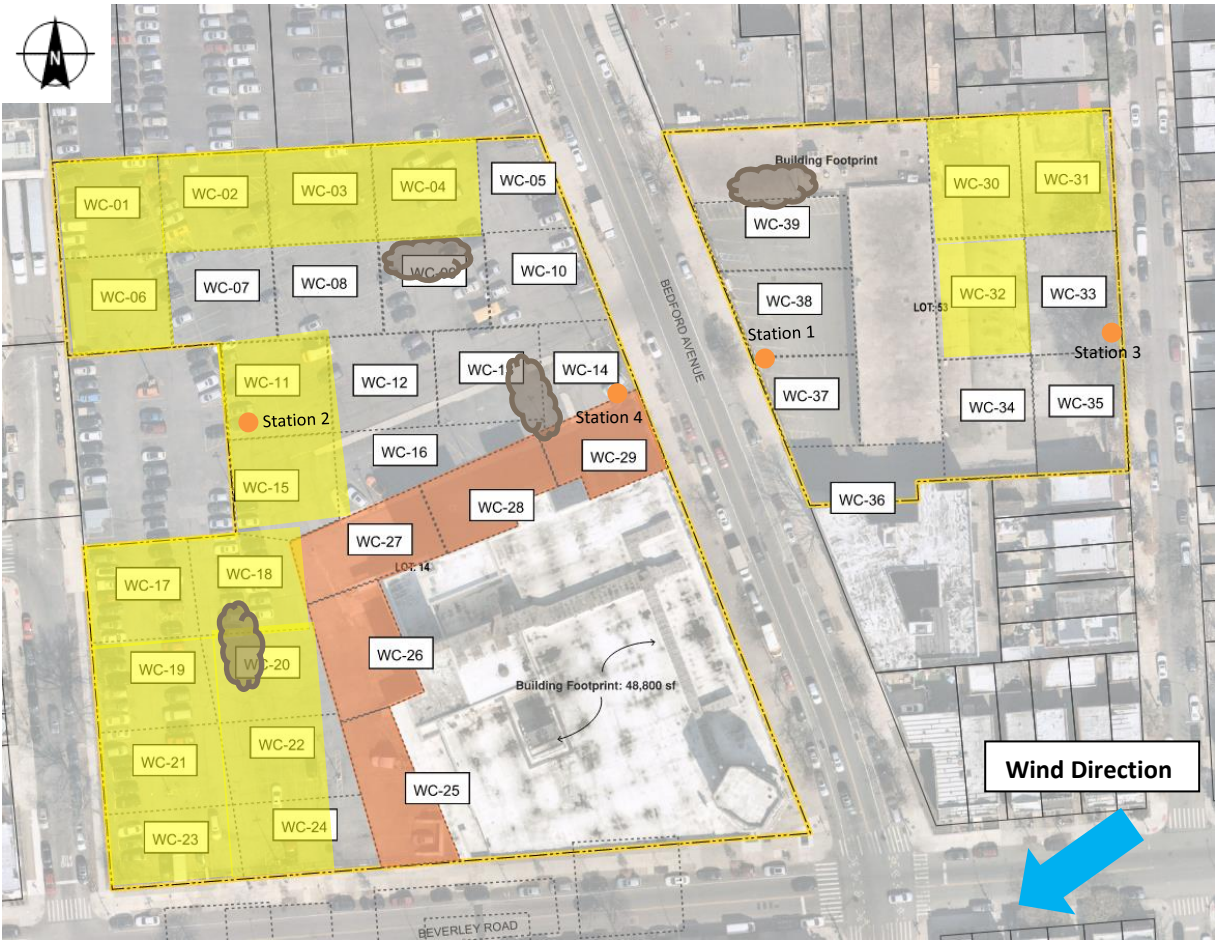 N
Building Footprint
WC-01
WC-02
WC-03
WC-04
WC-05
WC-30
WC-31
WC-39
WC-06
WC-07
WC-08
WC-10
WC-38
LOT: 53
WC-32
WC-33
BEDFORD AVENUE
Station 1
Station 3
WC-11
WC-12
WC-14
WC-37
WC-34
WC-35
Station 2
Station 4
WC-16
WC-29
WC-15
WC-28
WC-36
WC-27
LOT: 14
WC-17
WC-18
WC-19
WC-20
WC-26
Building Footprint: 48,800 sf
WC-21
WC-22
WC-25
Wind Direction
WC-23
WC-24
BEVERLEY ROAD